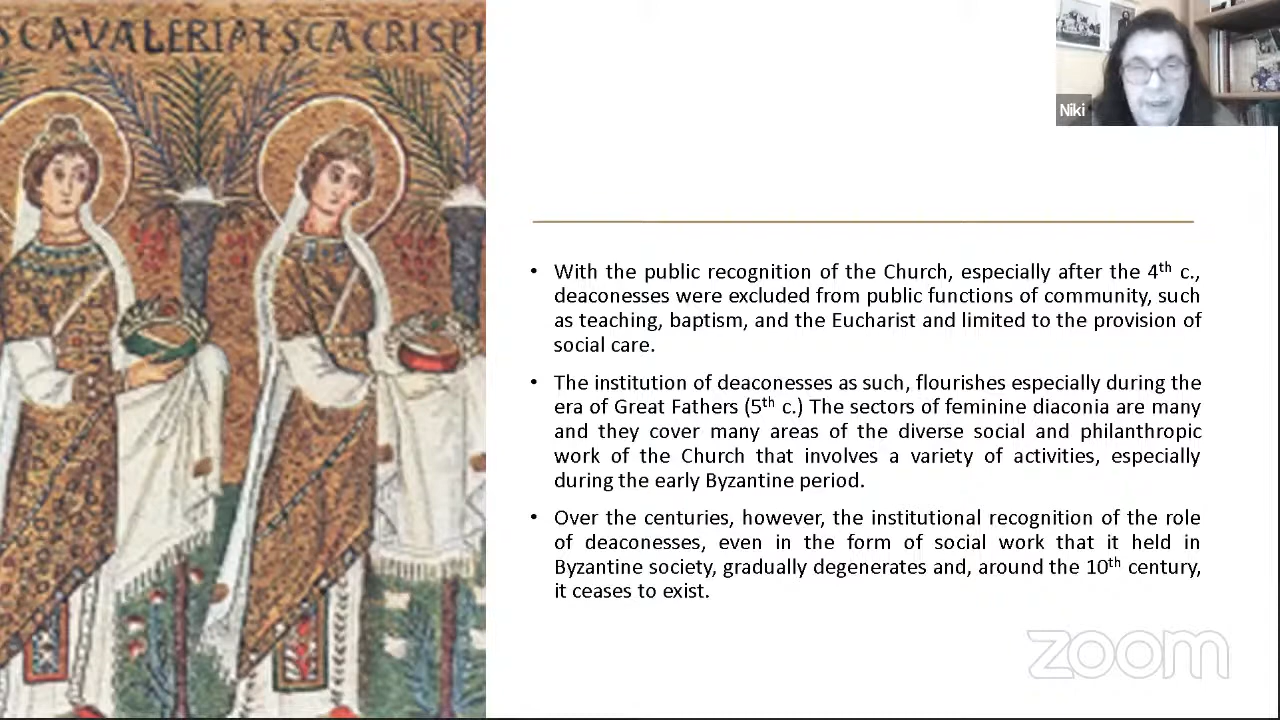 SCA·VALERIA+SCA CRISPI
Niki
• With the public recognition of the Church, especially after the 4th c.,
deaconesses were excluded from public functions of community, such
as teaching, baptism, and the Eucharist and limited to the provision of
social care.
• The institution of deaconesses as such, flourishes especially during the
era of Great Fathers (5th c.) The sectors of feminine diaconia are many
and they cover many areas of the diverse social and philanthropic
work of the Church that involves a variety of activities, especially
during the early Byzantine period.
• Over the centuries, however, the institutional recognition of the role
of deaconesses, even in the form of social work that it held in
Byzantine society, gradually degenerates and, around the 10th century,
it ceases to exist.
zoom